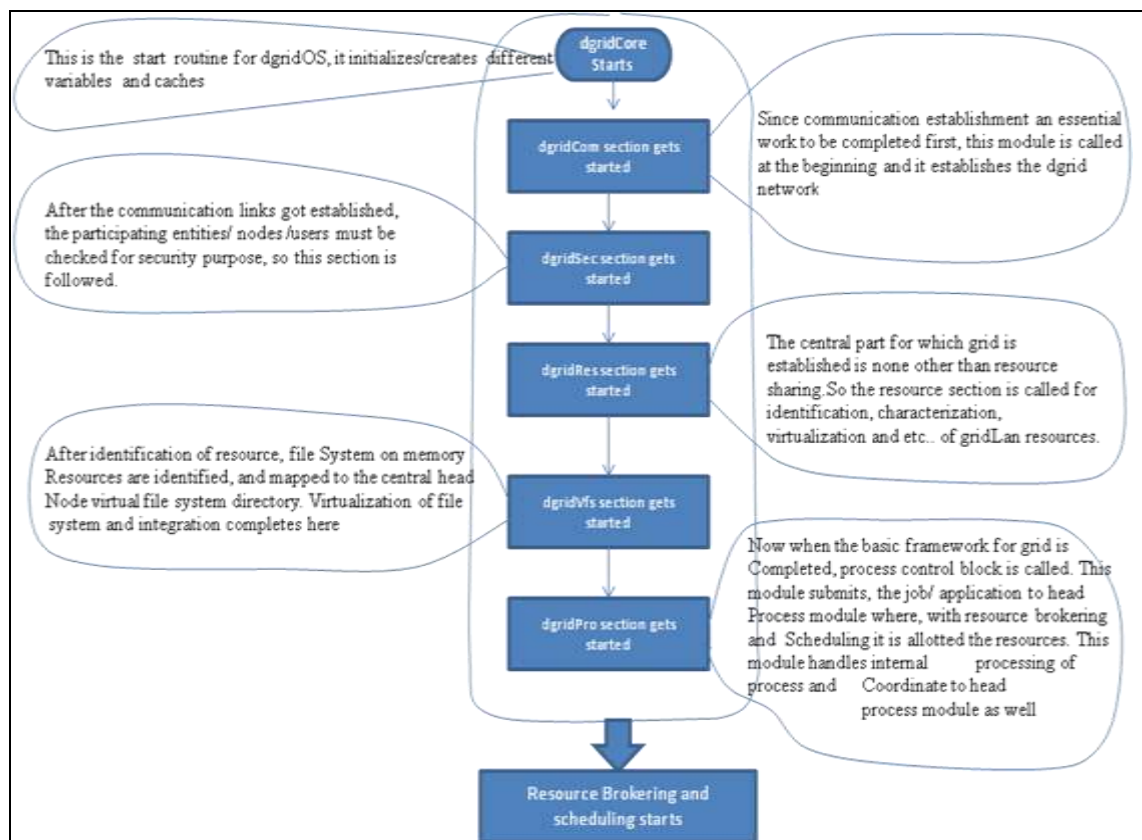 dgridCore
Starts
This is the start routine for dgridOS, it initializes/creates different
variables and caches
dgridCom section gets
started
Since communication establishment an essential
work to be completed first, this module is called
at the beginning and it establishes the dgrid
network
After the communication links got established,
the participating entities/ nodes /users must be
checked for security purpose, so this section is
followed.
dgridSec section gets
started
dgridRes section gets
started
The central part for which grid is
established is none other than resource
sharing.So the resource section is called for
identification, characterization,
virtualization and etc.. of gridLan resources.
After identification of resource, file System on memory
Resources are identified, and mapped to the central head
Node virtual file system directory. Virtualization of file
system and integration completes here
dgridVfs section gets
started
Now when the basic framework for grid is
Completed, process control block is called. This
module submits, the job/ application to head
Process module where, with resource brokering
and Scheduling it is allotted the resources. This
module handles internal processing of
process and Coordinate to head
process module as well
dgridPro section gets
started
Resource Brokering and
scheduling starts